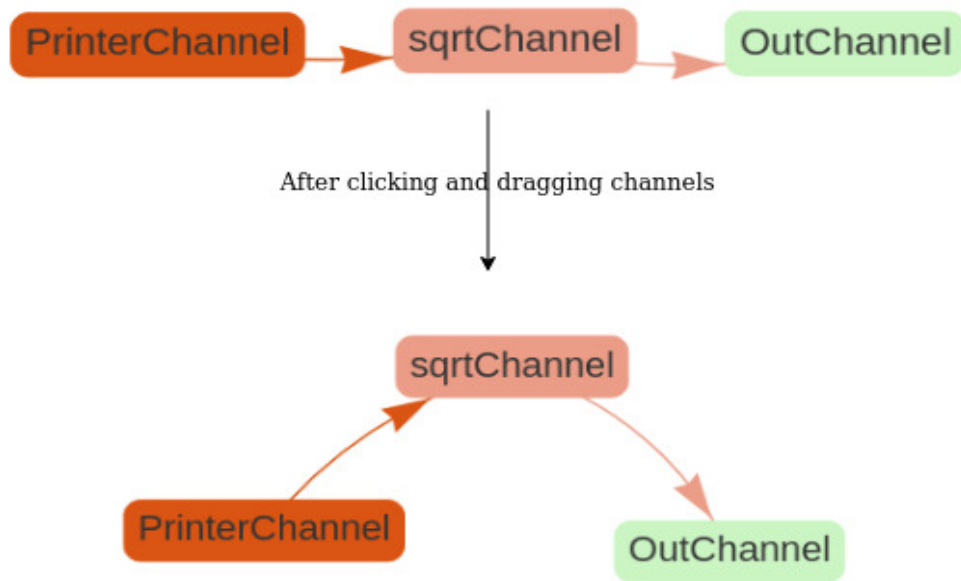 PrinterChannel
sqrtChannel
OutChannel
After clicking and dragging channels
sqrtChannel
PrinterChannel
OutChannel